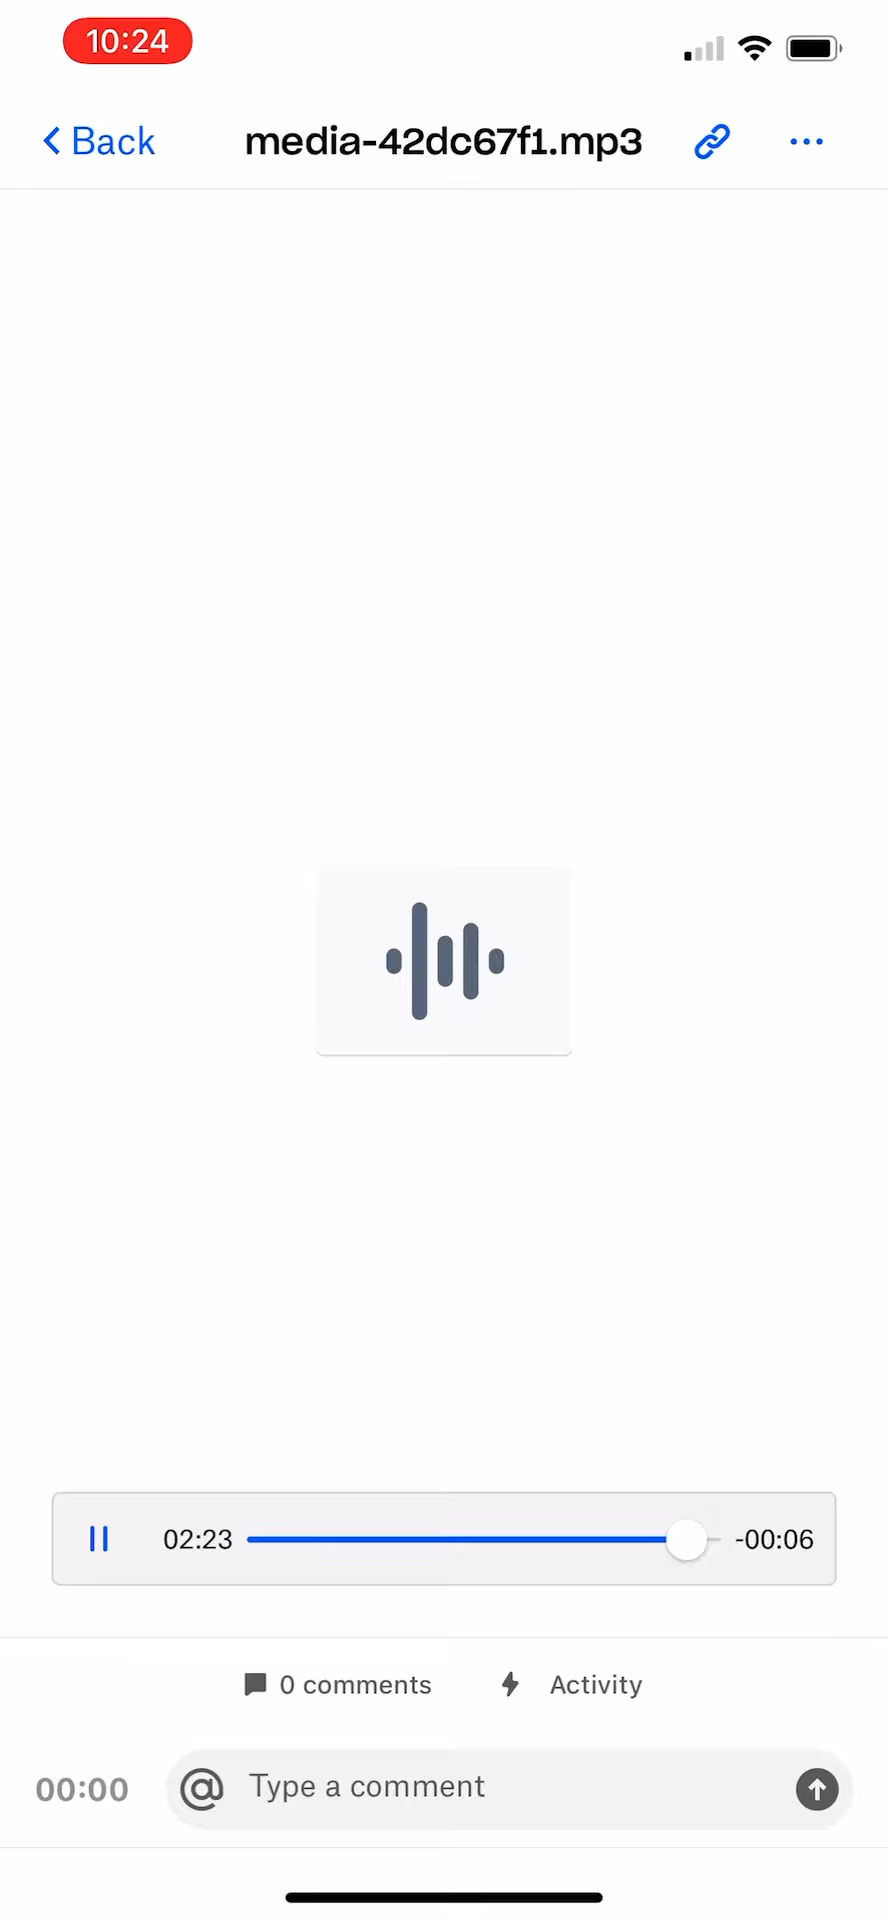 10:24
Back media-42dc67f1.mp3
02:23 -00:06
0 comments Activity
00:00 @ Type a comment